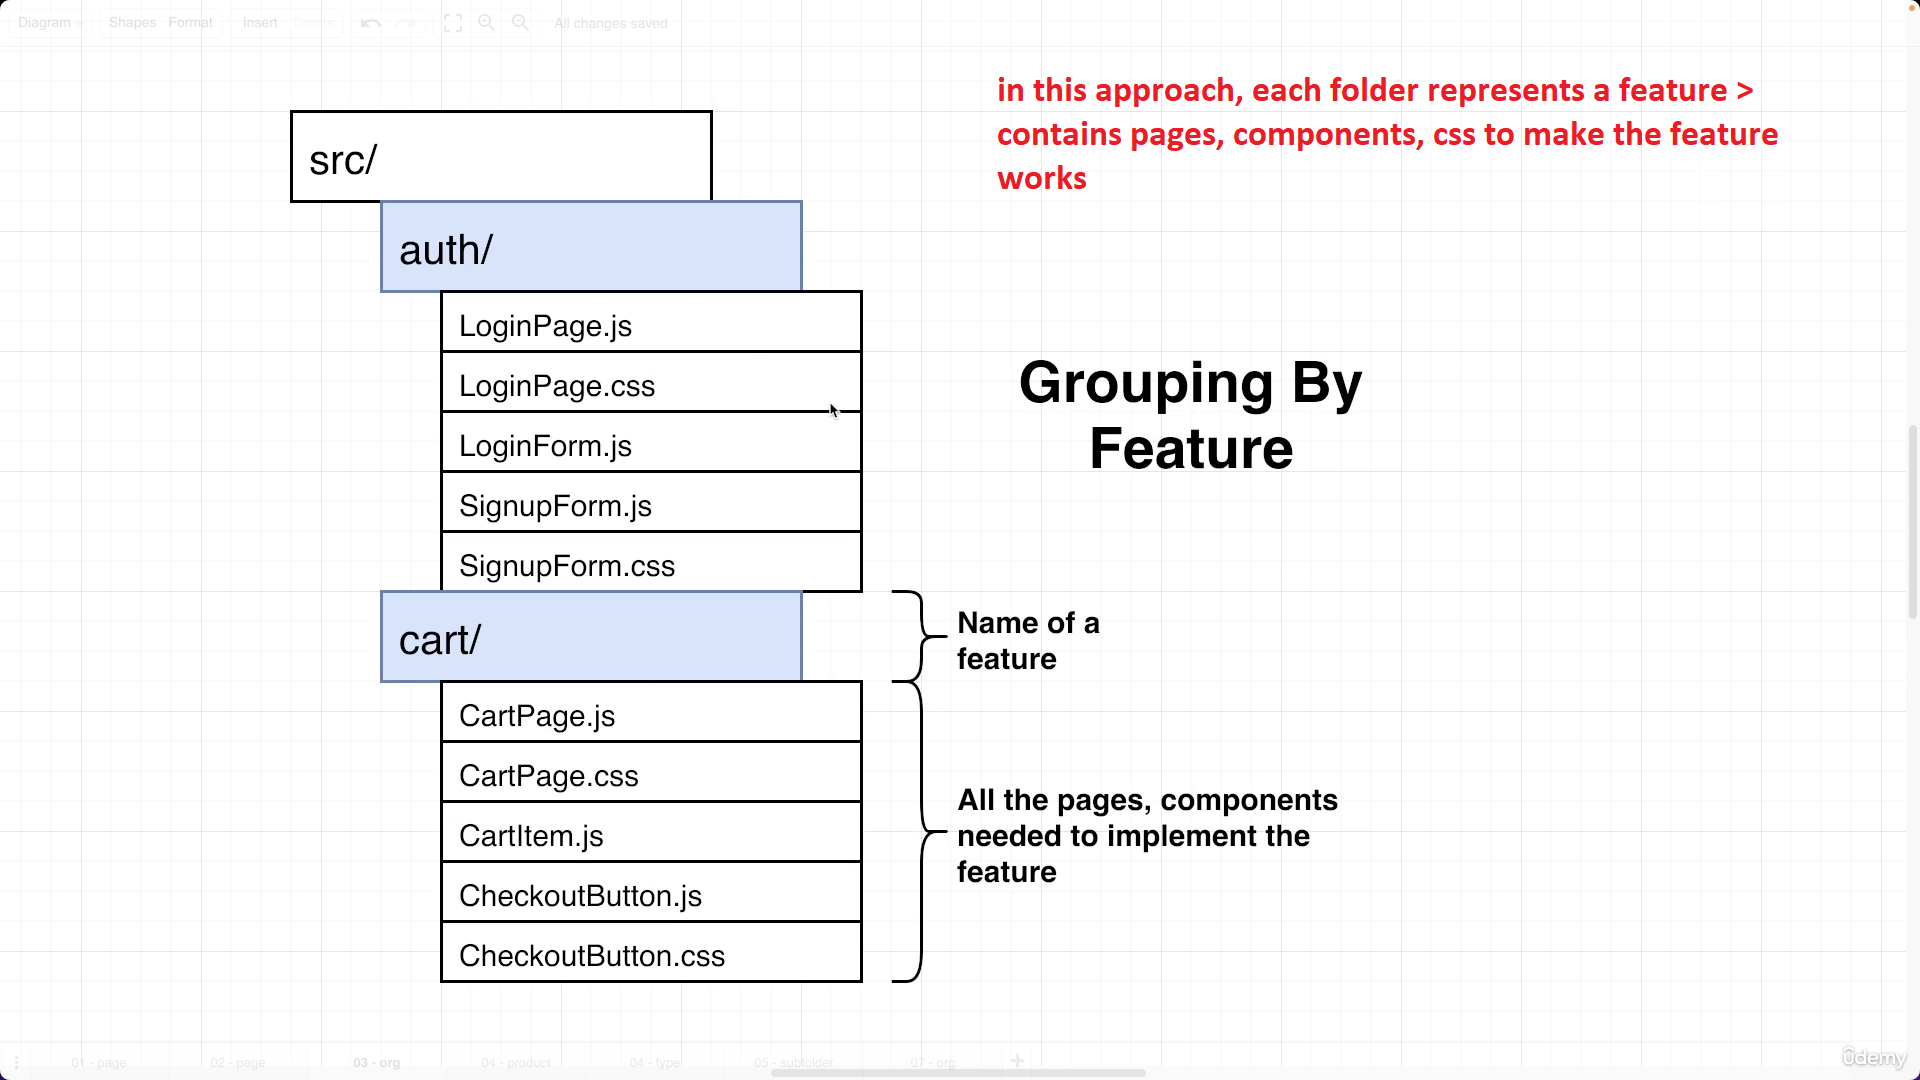 Diagram
Shapes
Format
Insert
Delete
All changes saved
in this approach, each folder represents a feature >
contains pages, components, css to make the feature
works
src/
auth/
LoginPage.js
LoginPage.css
LoginForm.js
SignupForm.js
SignupForm.css
Grouping By
Feature
cart/
Name of a
feature
CartPage.js
CartPage.css
CartItem.js
CheckoutButton.js
CheckoutButton.css
All the pages, components
needed to implement the
feature
01 - page
02 - page
03 - org
04 - product
04 - type
05 - subfolder
07 - org
ûdemy